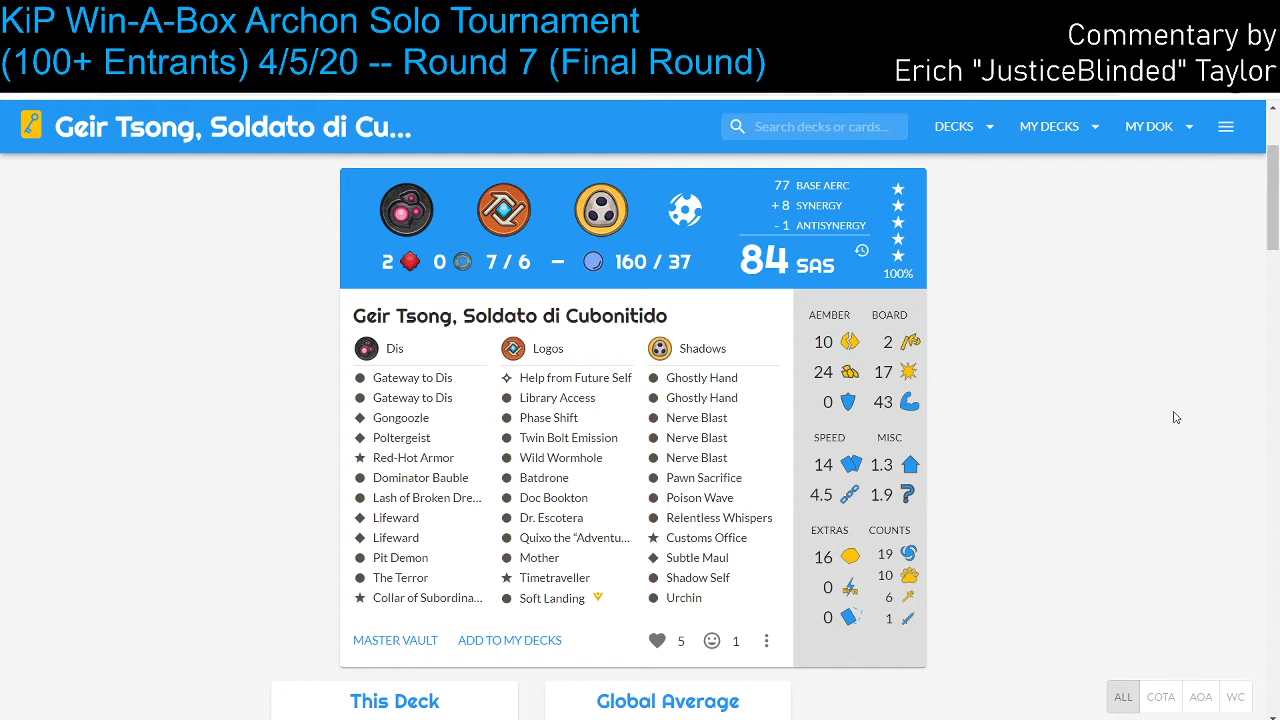 KiP Win-A-Box Archon Solo Tournament
(100+ Entrants) 4/5/20 -- Round 7 (Final Round)
Commentary by
Erich "JusticeBlinded" Taylor
Geir Tsong, Soldato di Cu...
Search decks or cards...
DECKS
MY DECKS
MY DOK
77 BASE AERC
+ 8 SYNERGY
- 1 ANTISYNERGY
84 SAS
100%
2 0 7 / 6 – 160 / 37
Geir Tsong, Soldato di Cubonitido
Dis
Gateway to Dis
Gateway to Dis
Gongoozle
Poltergeist
Red-Hot Armor
Dominator Bauble
Lash of Broken Dre...
Lifeward
Lifeward
Pit Demon
The Terror
Collar of Subordina...
Logos
Help from Future Self
Library Access
Phase Shift
Twin Bolt Emission
Wild Wormhole
Batdrone
Doc Bookton
Dr. Escotera
Quixo the "Adventu...
Mother
Timetraveller
Soft Landing
Shadows
Ghostly Hand
Ghostly Hand
Nerve Blast
Nerve Blast
Nerve Blast
Pawn Sacrifice
Poison Wave
Relentless Whispers
Customs Office
Subtle Maul
Shadow Self
Urchin
AEMBER BOARD
10 2
24 17
0 43
SPEED MISC
14 1.3
4.5 1.9
EXTRAS COUNTS
16 19
10
0 6
0 1
MASTER VAULT
ADD TO MY DECKS
5
1
This Deck
Global Average
ALL COTA AOA WC